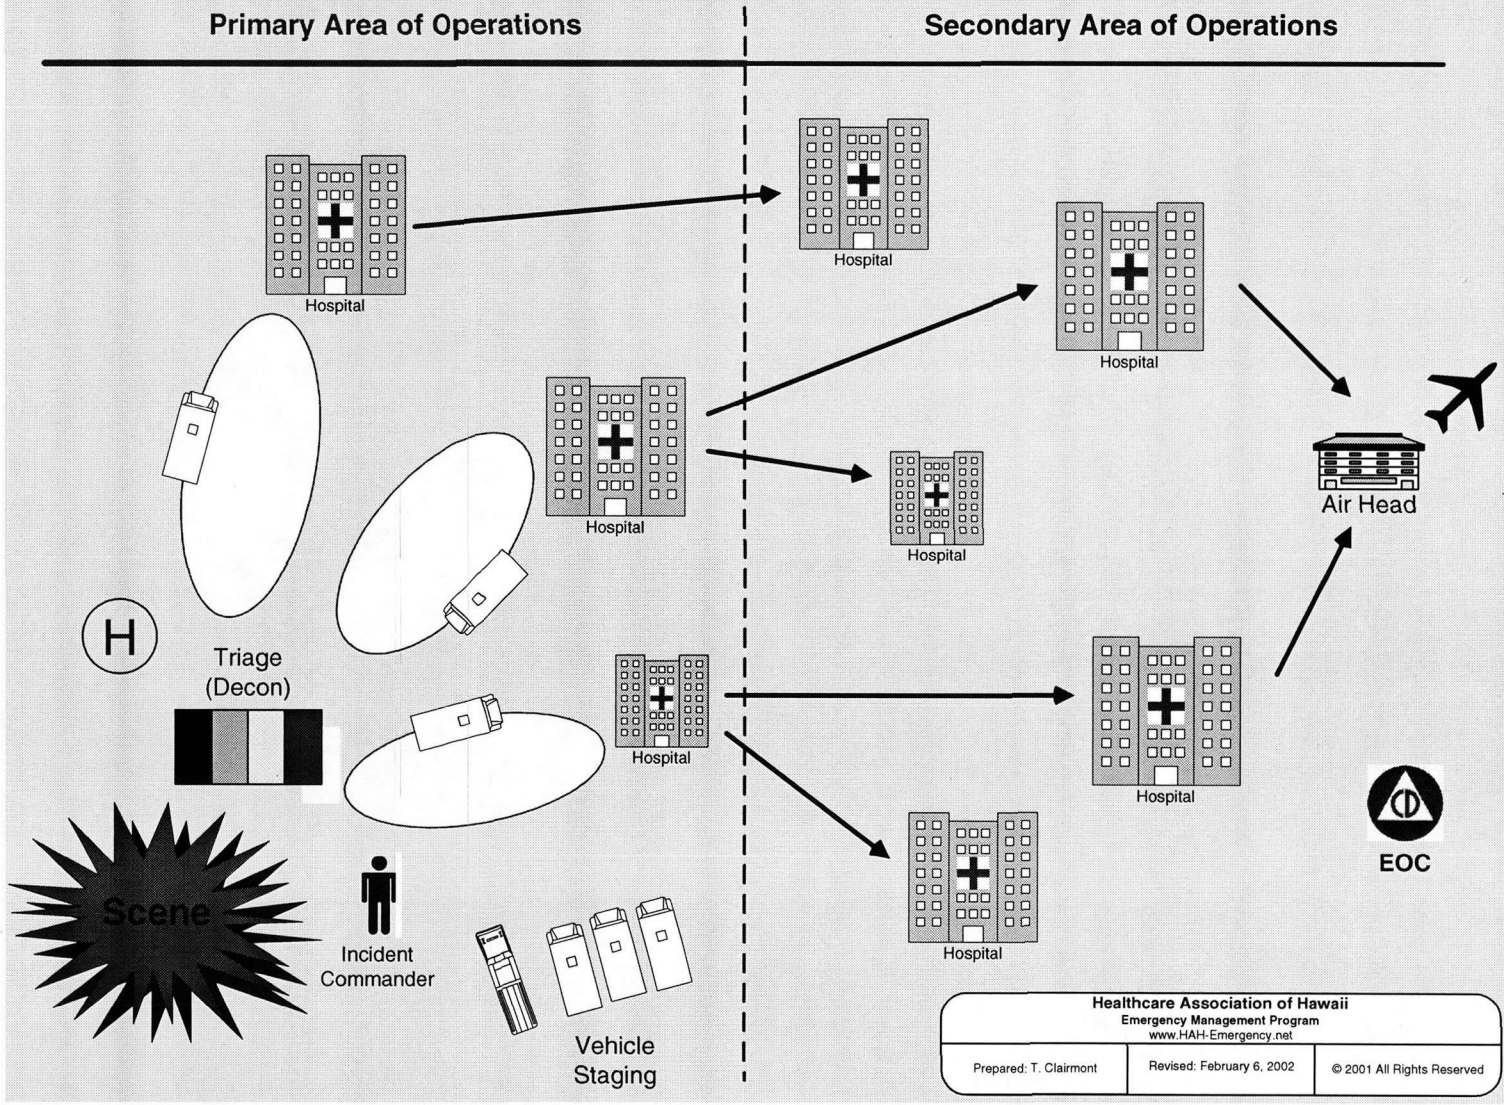 Primary Area of Operations
Secondary Area of Operations
Hospital
Hospital
Hospital
Hospital
Hospital
Hospital
Air Head
H
Triage
(Decon)
Hospital
Hospital
CD
EOC
Scene
Incident
Commander
Hospital
Vehicle
Staging
Healthcare Association of Hawaii
Emergency Management Program
www.HAH-Emergency.net
Prepared: T. Clairmont
Revised: February 6, 2002
© 2001 All Rights Reserved